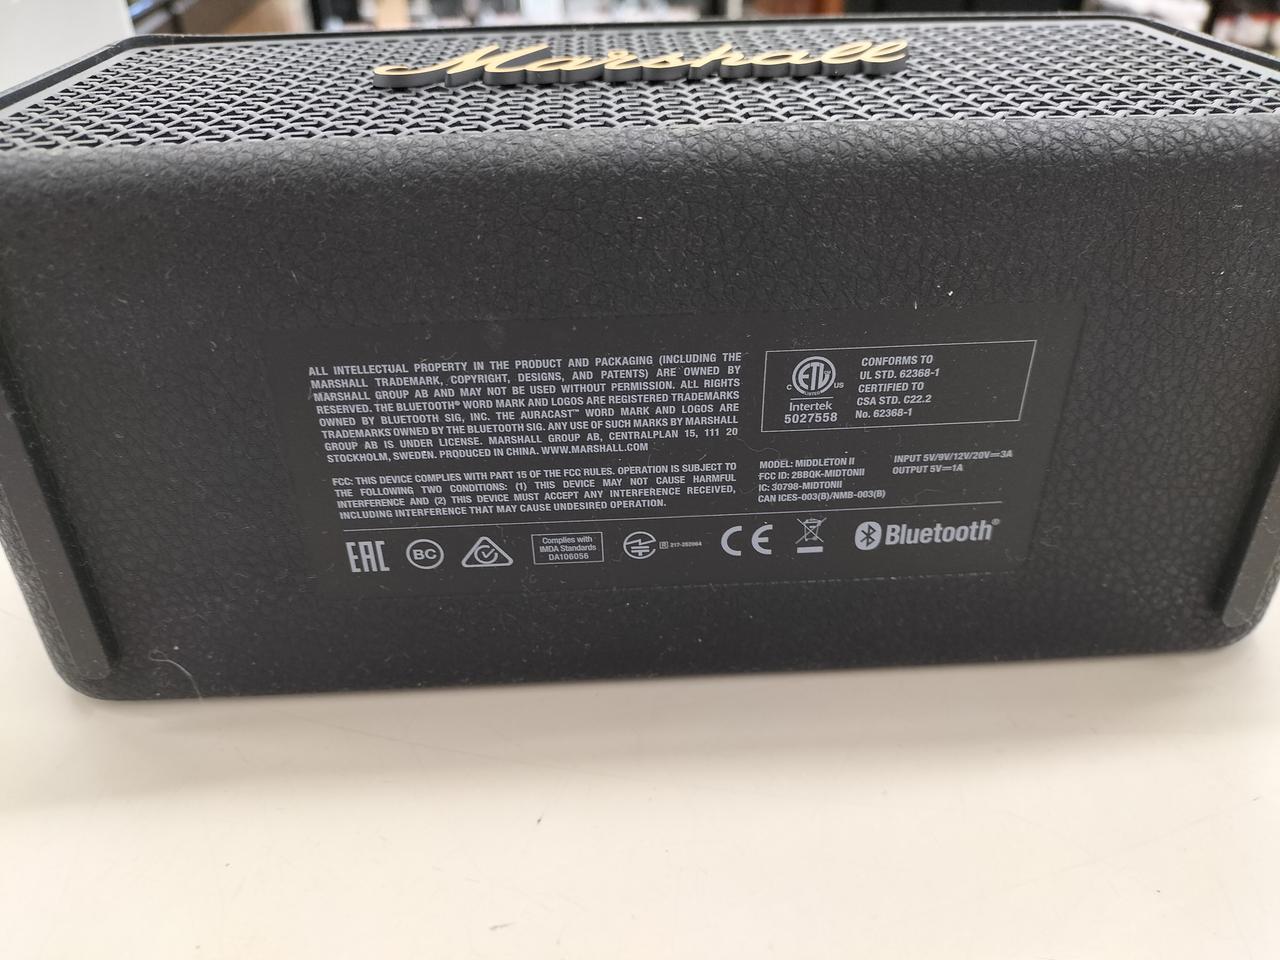 Marshall
ALL INTELLECTUAL PROPERTY IN THE PRODUCT AND PACKAGING (INCLUDING THE
MARSHALL TRADEMARK, COPYRIGHT, DESIGNS, AND PATENTS) ARE OWNED BY
MARSHALL GROUP AB AND MAY NOT BE USED WITHOUT PERMISSION. ALL RIGHTS
RESERVED. THE BLUETOOTH® WORD MARK AND LOGOS ARE REGISTERED TRADEMARKS
OWNED BY BLUETOOTH SIG, INC. THE AURACAST™ WORD MARK AND LOGOS ARE
TRADEMARKS OWNED BY THE BLUETOOTH SIG. ANY USE OF SUCH MARKS BY MARSHALL
GROUP AB IS UNDER LICENSE. MARSHALL GROUP AB, CENTRALPLAN 15, 111 20
STOCKHOLM, SWEDEN. PRODUCED IN CHINA. WWW.MARSHALL.COM
FCC: THIS DEVICE COMPLIES WITH PART 15 OF THE FCC RULES. OPERATION IS SUBJECT TO
THE FOLLOWING TWO CONDITIONS: (1) THIS DEVICE MAY NOT CAUSE HARMFUL
INTERFERENCE AND (2) THIS DEVICE MUST ACCEPT ANY INTERFERENCE RECEIVED,
INCLUDING INTERFERENCE THAT MAY CAUSE UNDESIRED OPERATION.
C ETL US
LISTED
Intertek
5027558
CONFORMS TO
UL STD. 62368-1
CERTIFIED TO
CSA STD. C22.2
No. 62368-1
MODEL: MIDDLETON II
FCC ID: 2BBQK-MIDTONII
IC: 30798-MIDTONII
CAN ICES-003(B)/NMB-003(B)
INPUT 5V/9V/12V/20V⎓3A
OUTPUT 5V⎓1A
EAC
BC
Complies with
IMDA Standards
DA106056
R 217-252064
CE
Bluetooth®